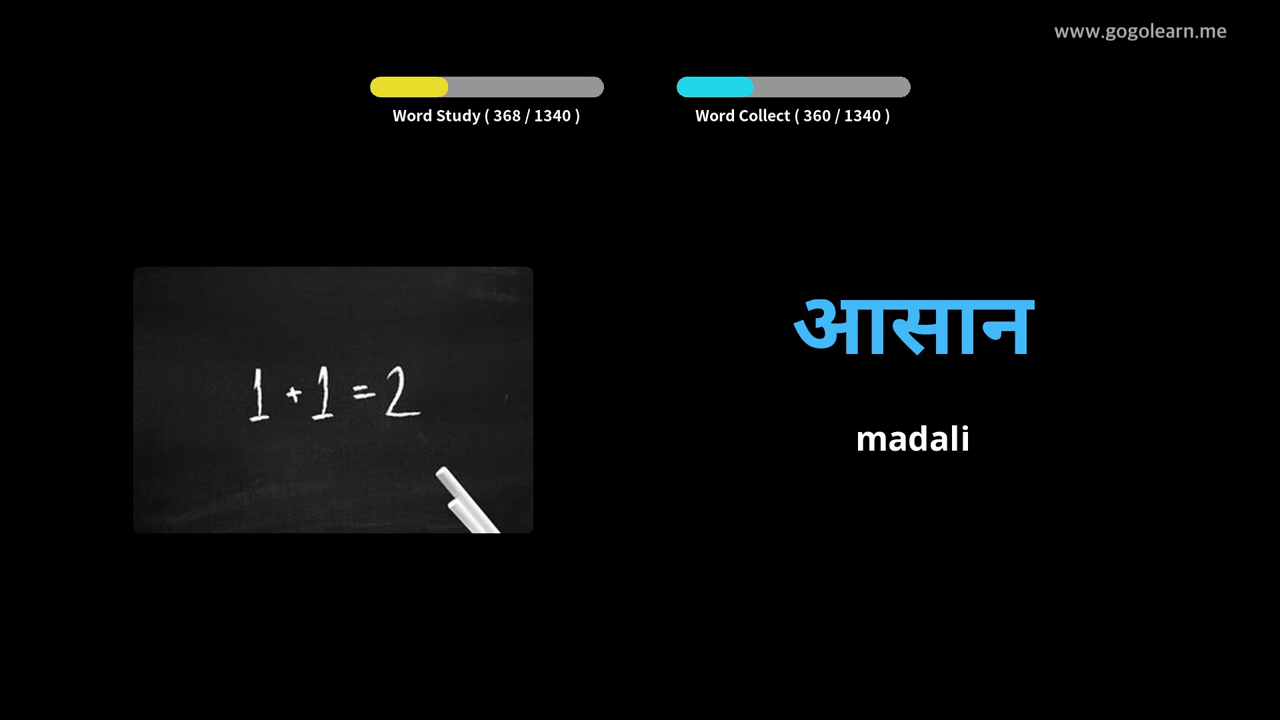 www.gogolearn.me
Word Study ( 368 / 1340 )
Word Collect ( 360 / 1340 )
1 + 1 = 2
आसान
madali